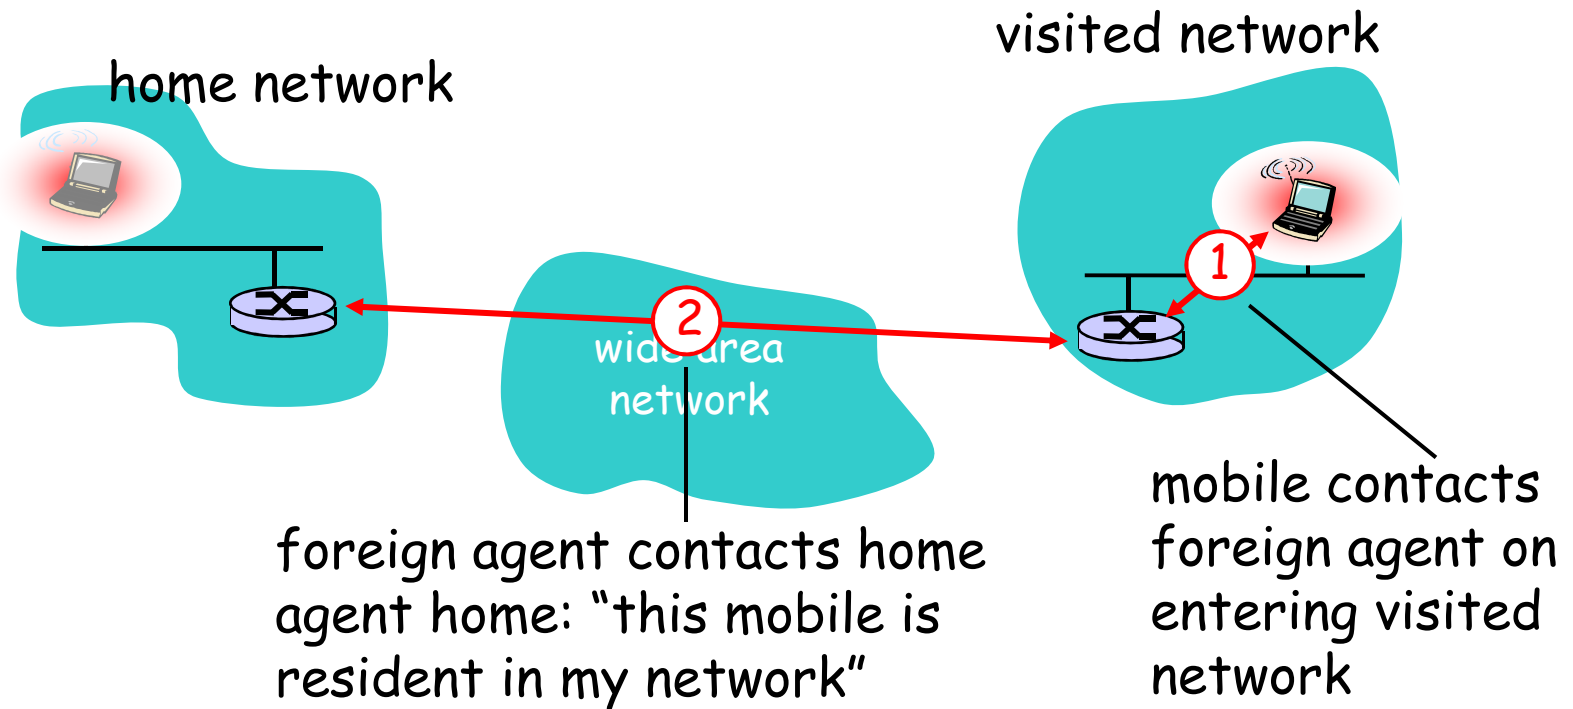 visited network
home network
1
2
wide area
network
foreign agent contacts home
agent home: “this mobile is
resident in my network”
mobile contacts
foreign agent on
entering visited
network